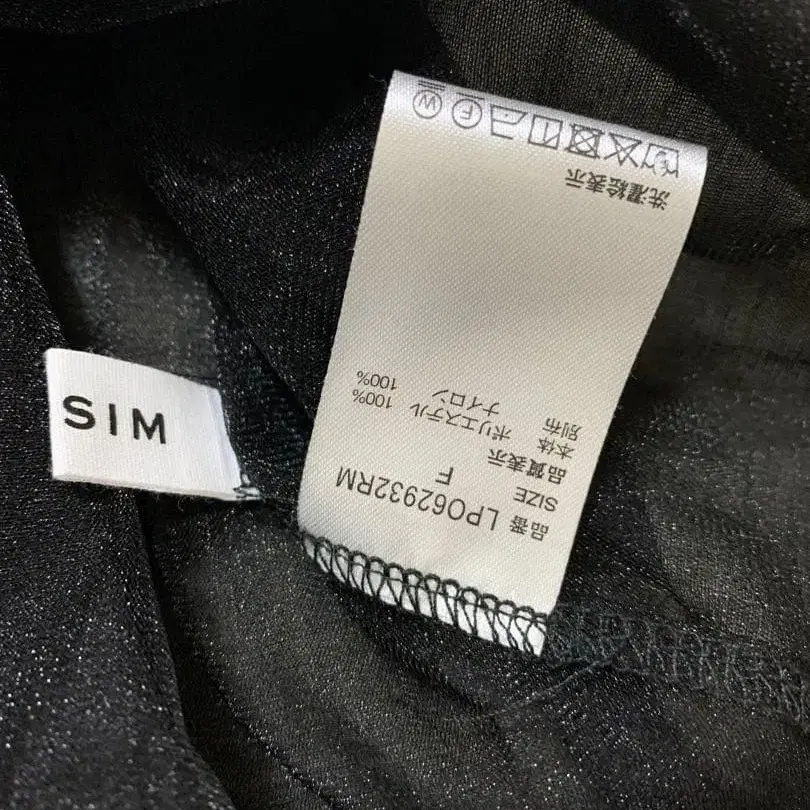 SIM
品番 LPO62932RM
SIZE F
品質表示
本体 ポリエステル 100%
別布 ナイロン 100%
洗濯絵表示
F
W